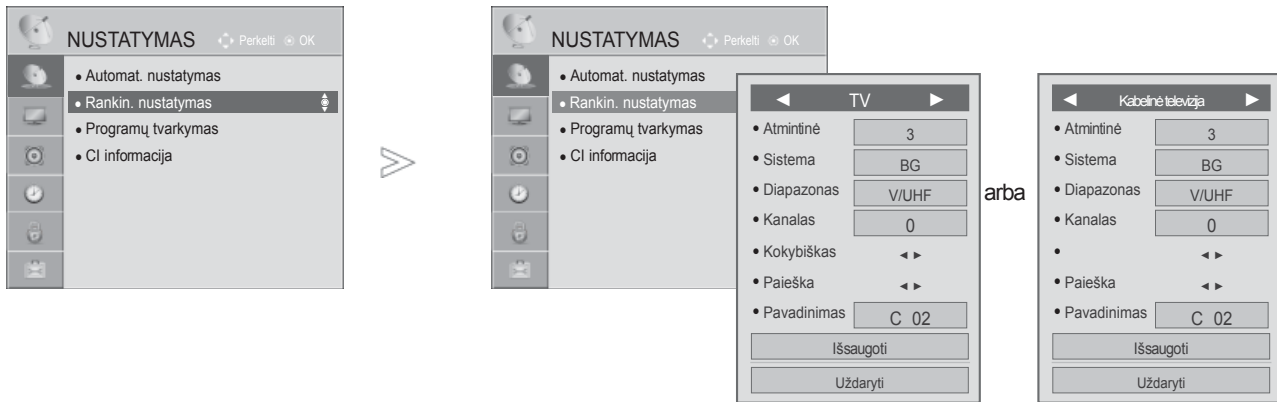 NUSTATYMAS Perkelti OK
• Automat. nustatymas
• Rankin. nustatymas
• Programų tvarkymas
• CI informacija
NUSTATYMAS Perkelti OK
• Automat. nustatymas
• Rankin. nustatymas
• Programų tvarkymas
• CI informacija
◄ TV ►
• Atmintinė 3
• Sistema BG
• Diapazonas V/UHF
• Kanalas 0
• Kokybiškas ◄ ►
• Paieška ◄ ►
• Pavadinimas C 02
Išsaugoti
Uždaryti
arba
◄ Kabelinė televizija ►
• Atmintinė 3
• Sistema BG
• Diapazonas V/UHF
• Kanalas 0
• ◄ ►
• Paieška ◄ ►
• Pavadinimas C 02
Išsaugoti
Uždaryti